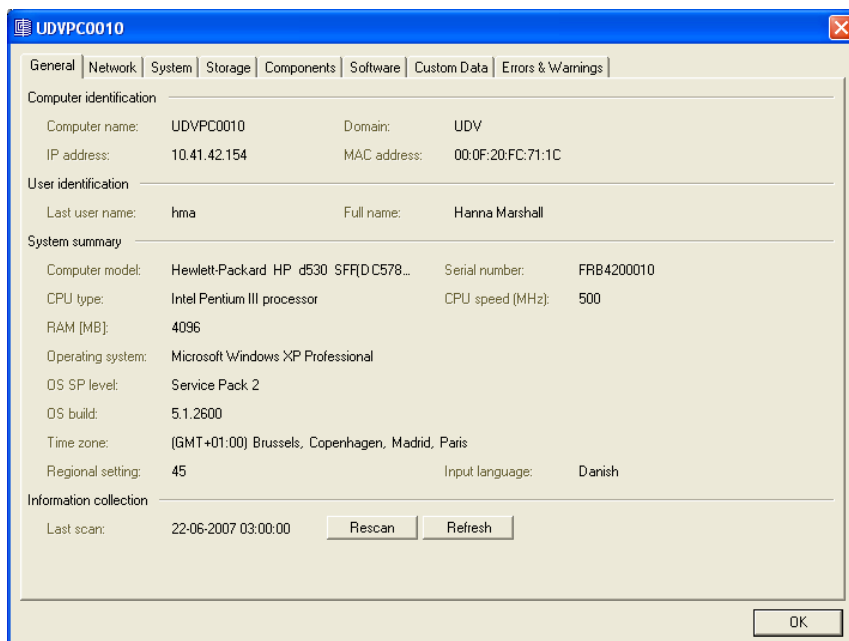 UDVPC0010
General Network System Storage Components Software Custom Data Errors & Warnings
Computer identification
Computer name: UDVPC0010 Domain: UDV
IP address: 10.41.42.154 MAC address: 00:0F:20:FC:71:1C
User identification
Last user name: hma Full name: Hanna Marshall
System summary
Computer model: Hewlett-Packard HP d530 SFF(DC578... Serial number: FRB4200010
CPU type: Intel Pentium III processor CPU speed (MHz): 500
RAM [MB]: 4096
Operating system: Microsoft Windows XP Professional
OS SP level: Service Pack 2
OS build: 5.1.2600
Time zone: (GMT+01:00) Brussels, Copenhagen, Madrid, Paris
Regional setting: 45 Input language: Danish
Information collection
Last scan: 22-06-2007 03:00:00 Rescan Refresh
OK